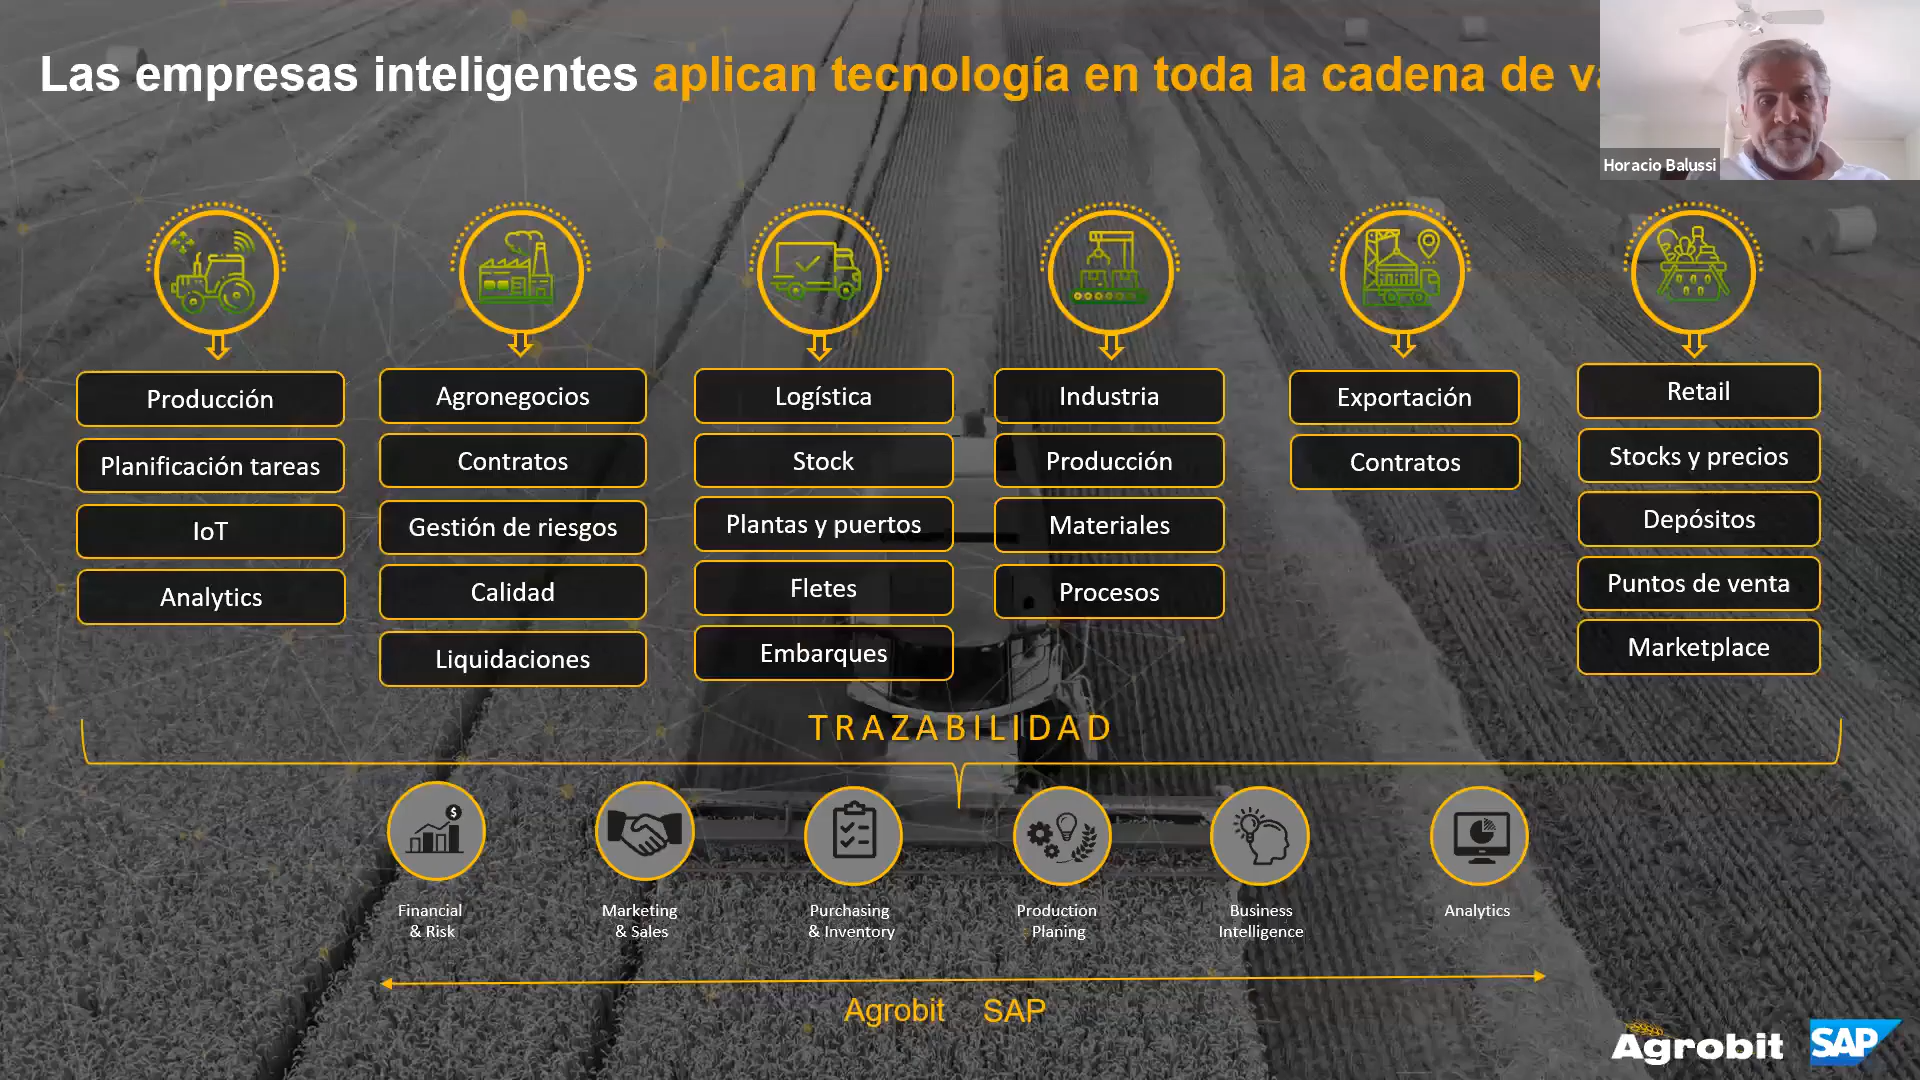 Las empresas inteligentes aplican tecnología en toda la cadena de
Horacio Balussi
Producción
Planificación tareas
IoT
Analytics
Agronegocios
Contratos
Gestión de riesgos
Calidad
Liquidaciones
Logística
Stock
Plantas y puertos
Fletes
Embarques
Industria
Producción
Materiales
Procesos
Exportación
Contratos
Retail
Stocks y precios
Depósitos
Puntos de venta
Marketplace
TRAZABILIDAD
Financial
& Risk
Marketing
& Sales
Purchasing
& Inventory
Production
Planing
Business
Intelligence
Analytics
Agrobit SAP
Agrobit SAP